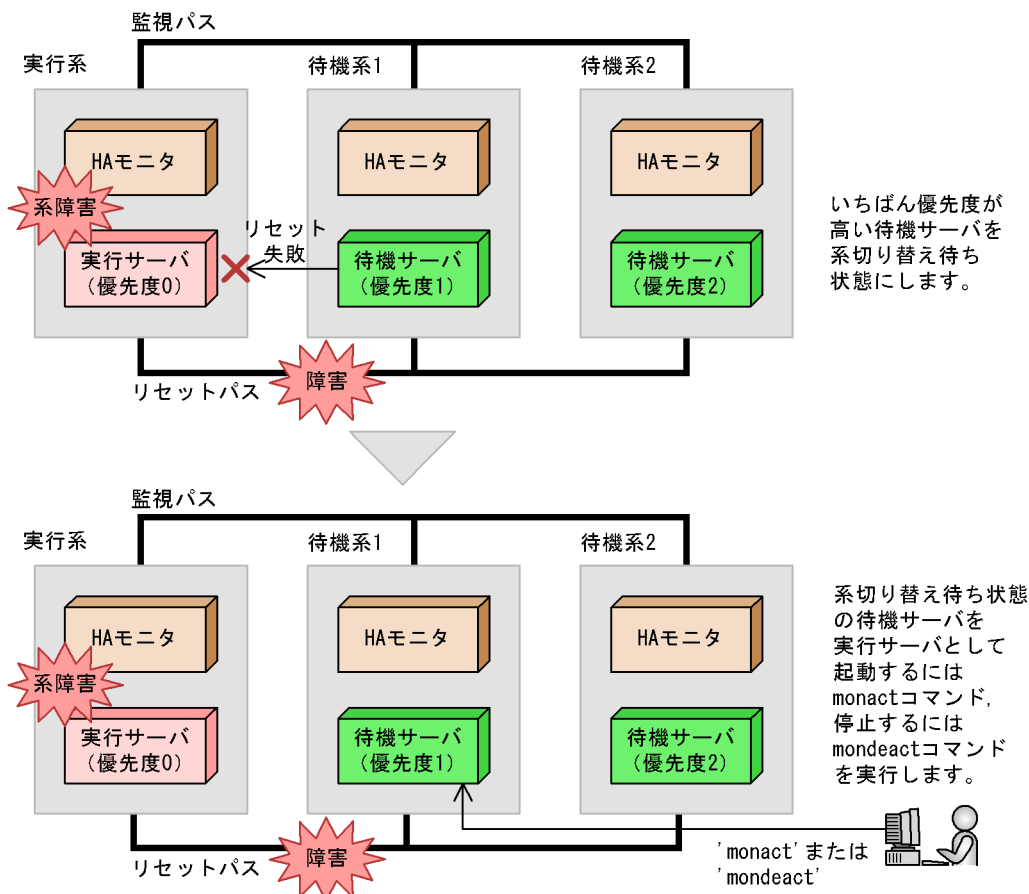 監視パス
実行系
待機系1
待機系2
HAモニタ
HAモニタ
HAモニタ
系障害
リセット
失敗
実行サーバ
(優先度0)
待機サーバ
(優先度1)
待機サーバ
(優先度2)
いちばん優先度が
高い待機サーバを
系切り替え待ち
状態にします。
障害
リセットパス
監視パス
実行系
待機系1
待機系2
HAモニタ
HAモニタ
HAモニタ
系障害
実行サーバ
(優先度0)
待機サーバ
(優先度1)
待機サーバ
(優先度2)
系切り替え待ち状態
の待機サーバを
実行サーバとして
起動するには
monactコマンド,
停止するには
mondeactコマンド
を実行します。
障害
リセットパス
'monact'または
'mondeact'